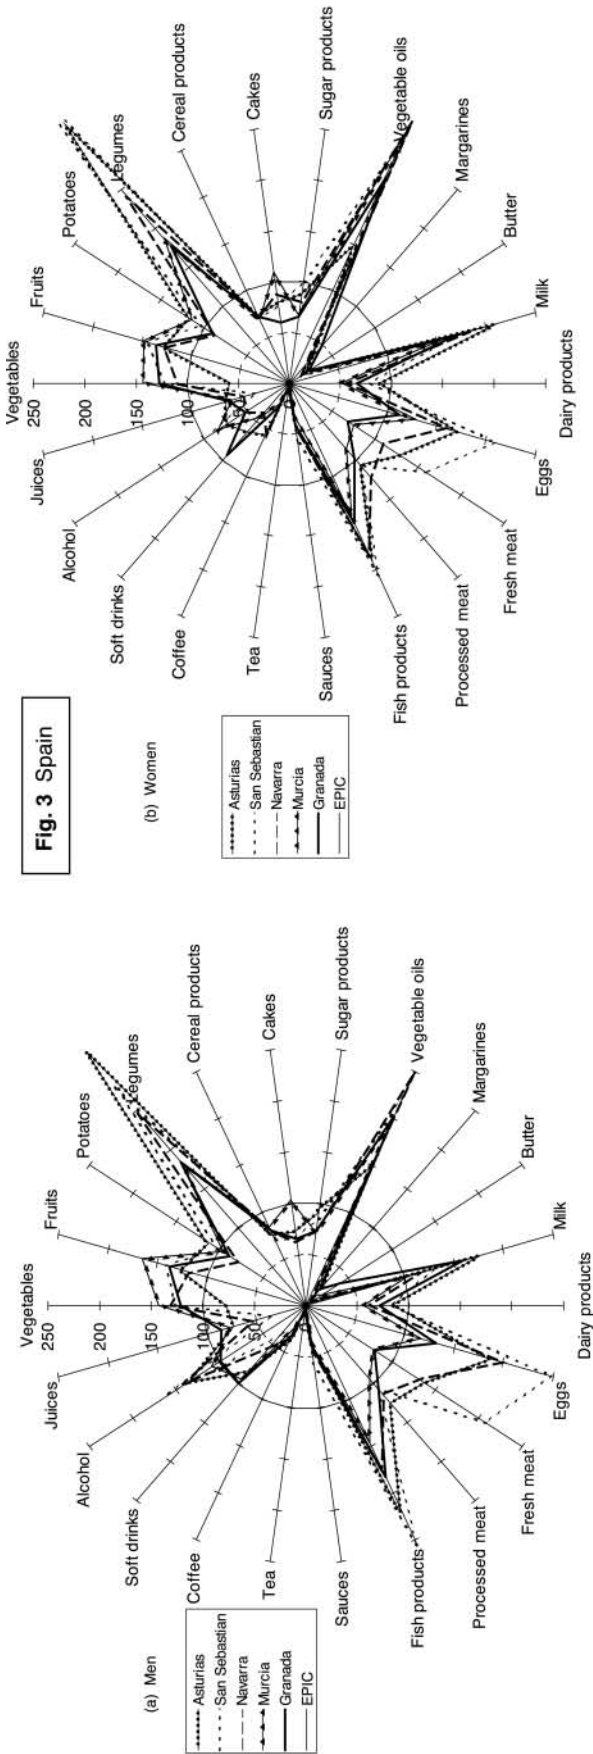 Fig. 3 Spain
(a) Men
Vegetables
Fruits
Potatoes
Legumes
Cereal products
Cakes
Sugar products
Vegetable oils
Margarines
Butter
Milk
Dairy products
Eggs
Fresh meat
Processed meat
Fish products
Sauces
Tea
Coffee
Soft drinks
Alcohol
Juices
250
200
150
100
50
0
Asturias
San Sebastian
Navarra
Murcia
Granada
EPIC
(b) Women
Vegetables
Fruits
Potatoes
Legumes
Cereal products
Cakes
Sugar products
Vegetable oils
Margarines
Butter
Milk
Dairy products
Eggs
Fresh meat
Processed meat
Fish products
Sauces
Tea
Coffee
Soft drinks
Alcohol
Juices
250
200
150
100
50
0
Asturias
San Sebastian
Navarra
Murcia
Granada
EPIC